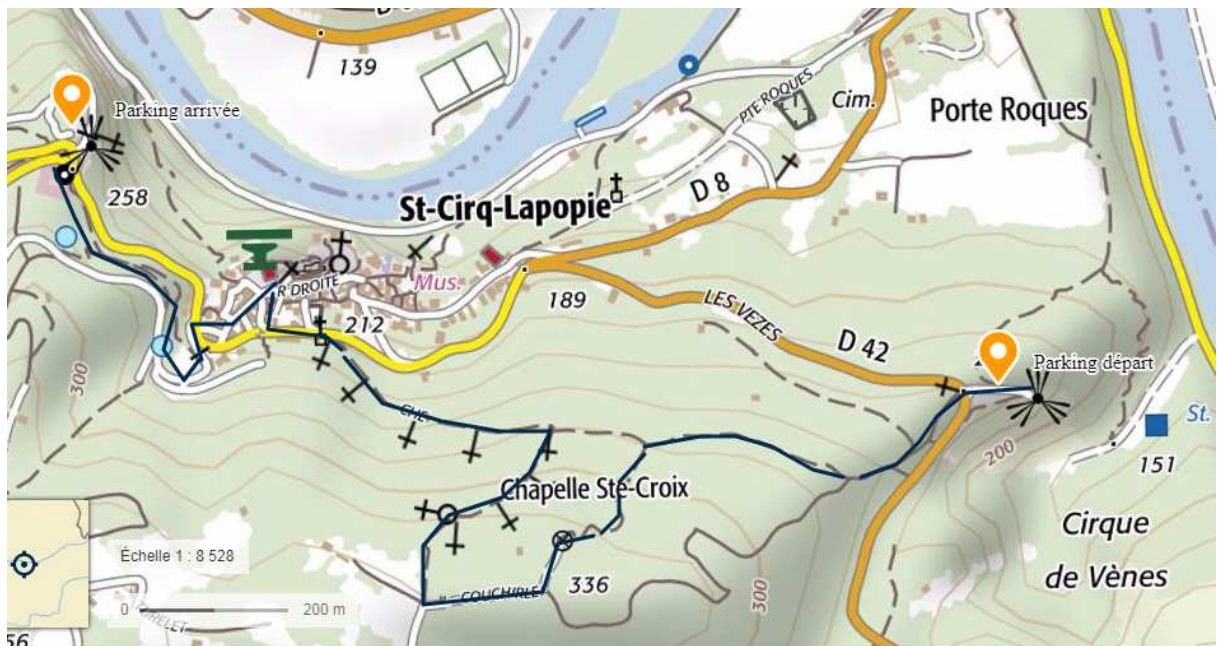 139
Parking arrivée
PTE ROQUES
Cim.
Porte Roques
258
St-Cirq-Lapopie
D 8
R DROITE
Mus.
189
LES VEZES
212
D 42
Parking départ
300
CHE
200
St.
151
Chapelle Ste-Croix
Cirque
de Vènes
Échelle 1 : 8 528
336
COUCHIRLE
300
0
200 m